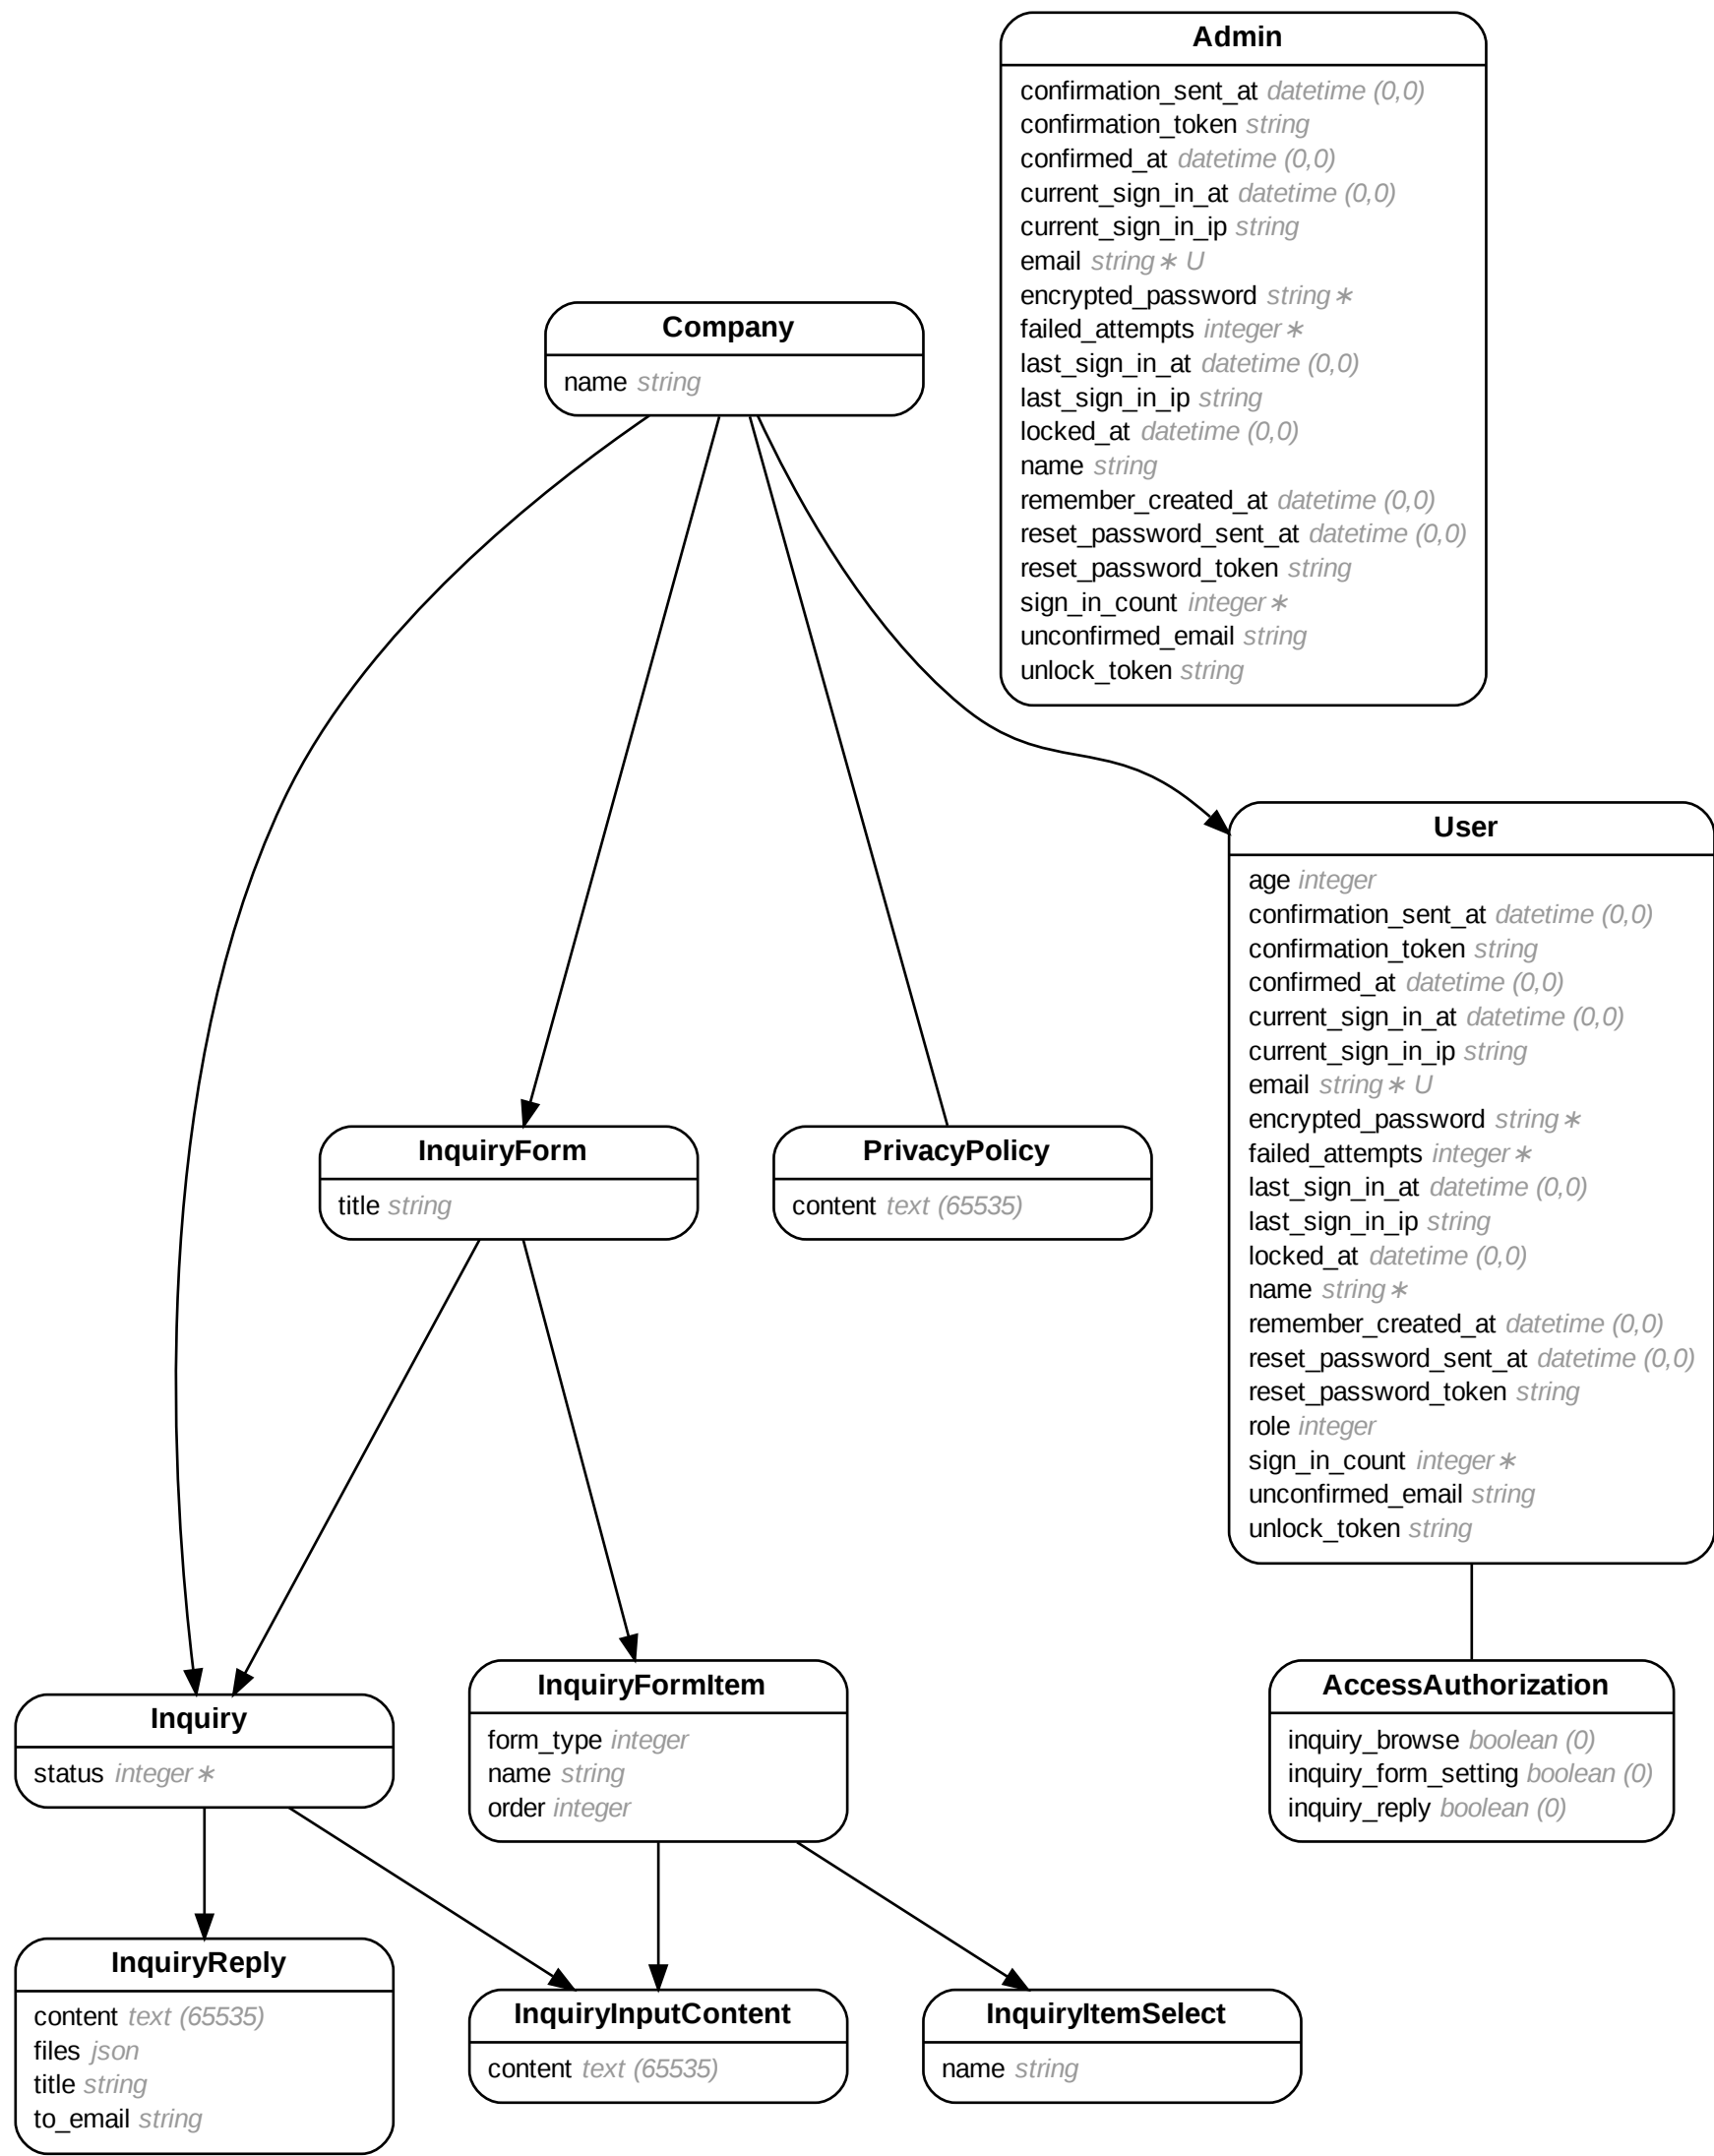 Admin
confirmation_sent_at datetime (0,0)
confirmation_token string
confirmed_at datetime (0,0)
current_sign_in_at datetime (0,0)
current_sign_in_ip string
email string∗ U
encrypted_password string∗
failed_attempts integer∗
last_sign_in_at datetime (0,0)
last_sign_in_ip string
locked_at datetime (0,0)
name string
remember_created_at datetime (0,0)
reset_password_sent_at datetime (0,0)
reset_password_token string
sign_in_count integer∗
unconfirmed_email string
unlock_token string
Company
name string
User
age integer
confirmation_sent_at datetime (0,0)
confirmation_token string
confirmed_at datetime (0,0)
current_sign_in_at datetime (0,0)
current_sign_in_ip string
email string∗ U
encrypted_password string∗
failed_attempts integer∗
last_sign_in_at datetime (0,0)
last_sign_in_ip string
locked_at datetime (0,0)
name string∗
remember_created_at datetime (0,0)
reset_password_sent_at datetime (0,0)
reset_password_token string
role integer
sign_in_count integer∗
unconfirmed_email string
unlock_token string
InquiryForm
title string
PrivacyPolicy
content text (65535)
Inquiry
status integer∗
InquiryFormItem
form_type integer
name string
order integer
AccessAuthorization
inquiry_browse boolean (0)
inquiry_form_setting boolean (0)
inquiry_reply boolean (0)
InquiryReply
content text (65535)
files json
title string
to_email string
InquiryInputContent
content text (65535)
InquiryItemSelect
name string